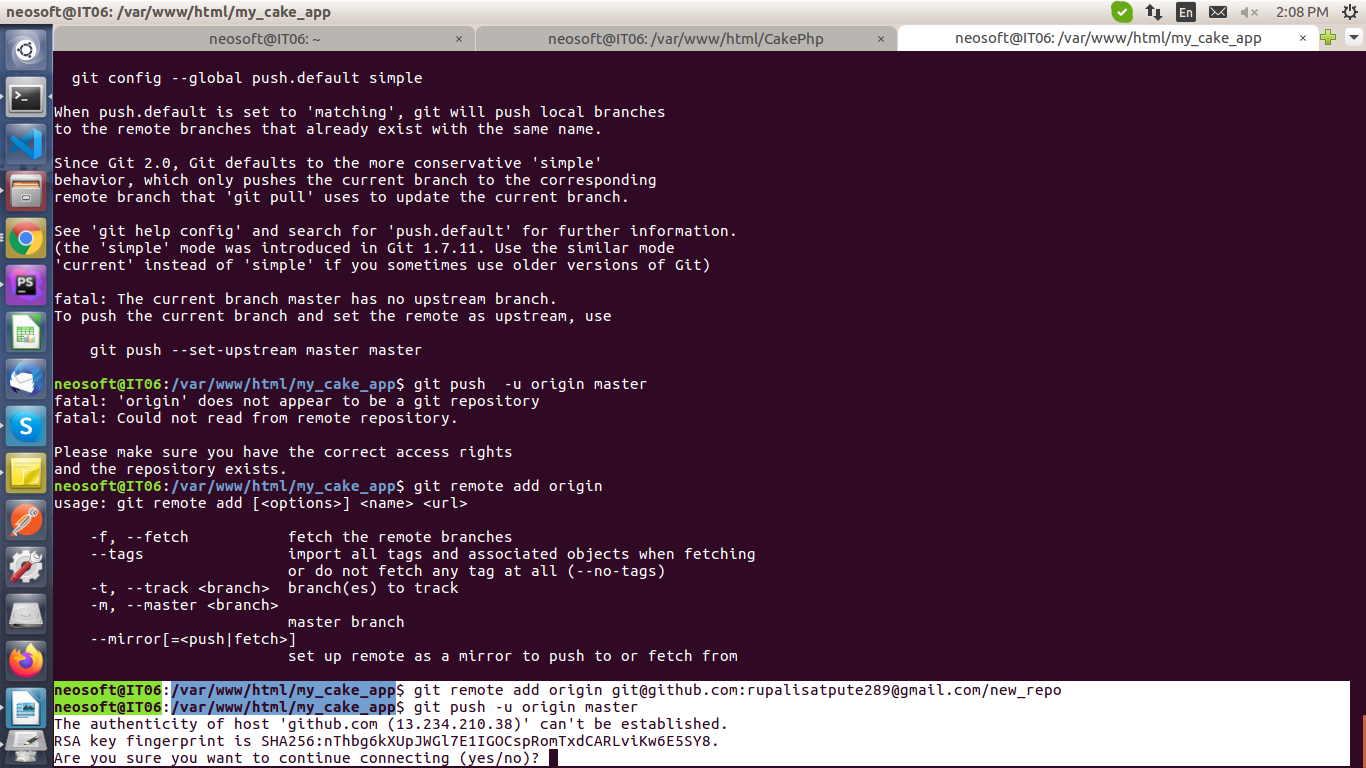 neosoft@IT06: /var/www/html/my_cake_app
En
2:08 PM
neosoft@IT06: ~ ×
neosoft@IT06: /var/www/html/CakePhp ×
neosoft@IT06: /var/www/html/my_cake_app ×
git config --global push.default simple
When push.default is set to 'matching', git will push local branches
to the remote branches that already exist with the same name.
Since Git 2.0, Git defaults to the more conservative 'simple'
behavior, which only pushes the current branch to the corresponding
remote branch that 'git pull' uses to update the current branch.
See 'git help config' and search for 'push.default' for further information.
(the 'simple' mode was introduced in Git 1.7.11. Use the similar mode
'current' instead of 'simple' if you sometimes use older versions of Git)
fatal: The current branch master has no upstream branch.
To push the current branch and set the remote as upstream, use
git push --set-upstream master master
neosoft@IT06:/var/www/html/my_cake_app$ git push  -u origin master
fatal: 'origin' does not appear to be a git repository
fatal: Could not read from remote repository.
Please make sure you have the correct access rights
and the repository exists.
neosoft@IT06:/var/www/html/my_cake_app$ git remote add origin
usage: git remote add [<options>] <name> <url>
-f, --fetch           fetch the remote branches
--tags                import all tags and associated objects when fetching
or do not fetch any tag at all (--no-tags)
-t, --track <branch>  branch(es) to track
-m, --master <branch>
master branch
--mirror[=<push|fetch>]
set up remote as a mirror to push to or fetch from
neosoft@IT06:/var/www/html/my_cake_app$ git remote add origin git@github.com:rupalisatpute289@gmail.com/new_repo
neosoft@IT06:/var/www/html/my_cake_app$ git push -u origin master
The authenticity of host 'github.com (13.234.210.38)' can't be established.
RSA key fingerprint is SHA256:nThbg6kXUpJWGl7E1IGOCspRomTxdCARLviKw6E5SY8.
Are you sure you want to continue connecting (yes/no)?
PS
S